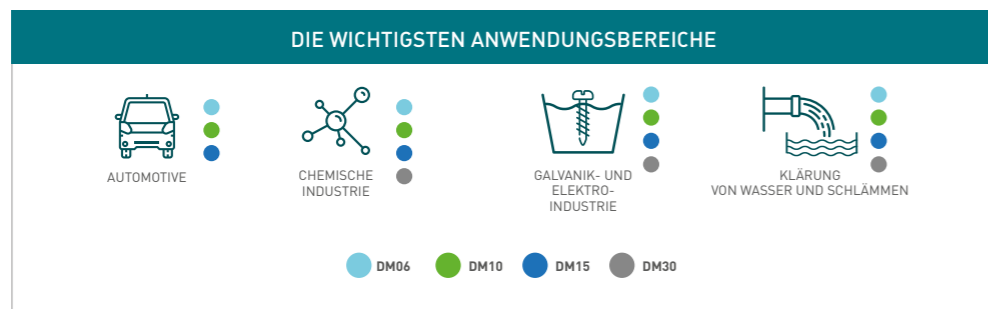 DIE WICHTIGSTEN ANWENDUNGSBEREICHE
AUTOMOTIVE
CHEMISCHE
INDUSTRIE
GALVANIK- UND
ELEKTRO-
INDUSTRIE
KLÄRUNG
VON WASSER UND SCHLÄMMEN
DM06
DM10
DM15
DM30